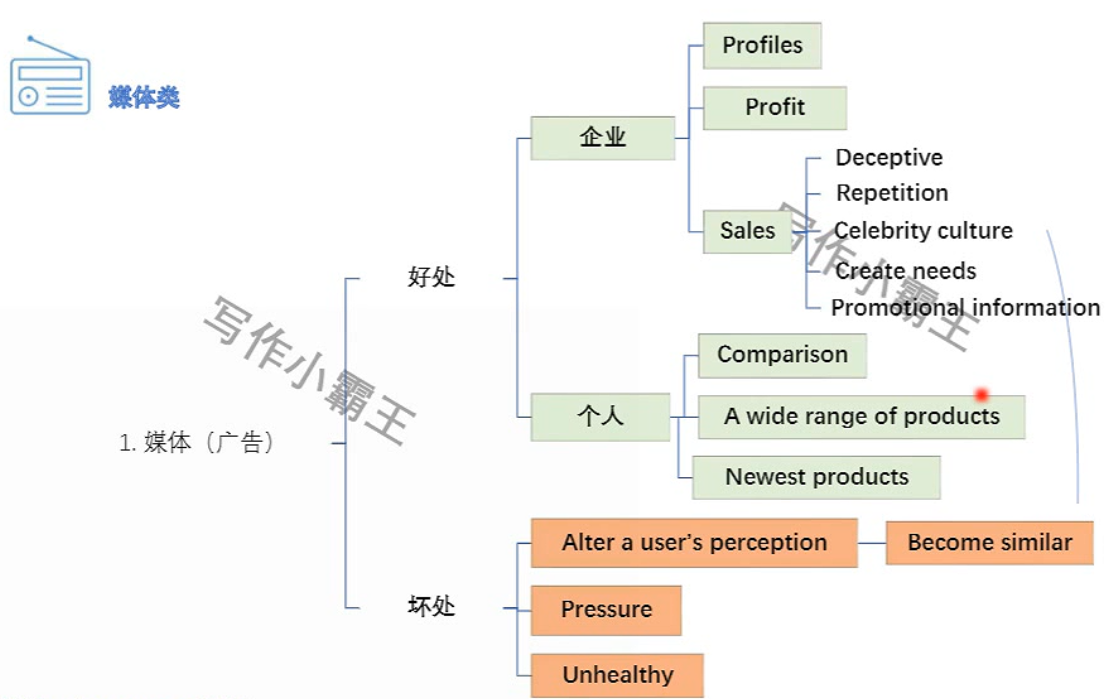 媒体类
1. 媒体（广告）
好处
企业
Profiles
Profit
Sales
Deceptive
Repetition
Celebrity culture
Create needs
Promotional information
个人
Comparison
A wide range of products
Newest products
坏处
Alter a user’s perception
Become similar
Pressure
Unhealthy
写作小霸王
写作小霸王